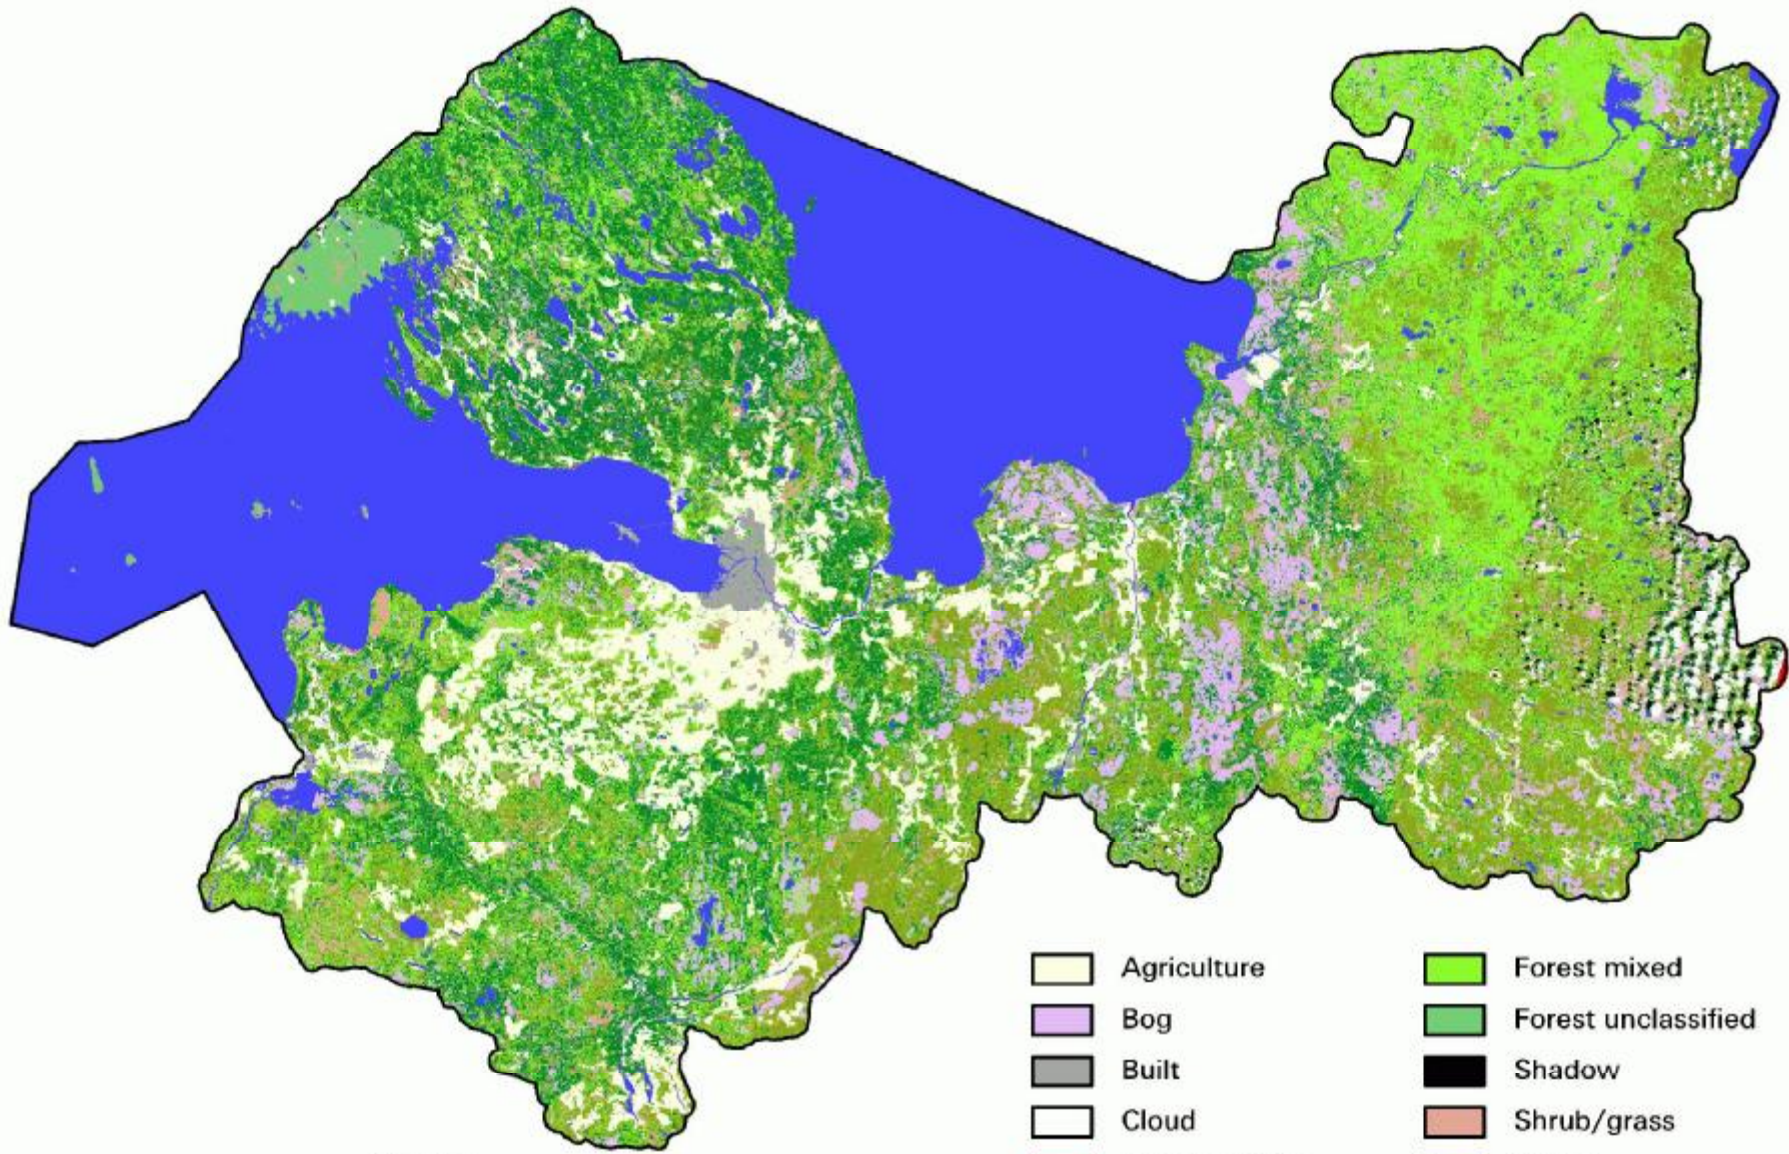 Agriculture
Bog
Built
Cloud
Forest mixed
Forest unclassified
Shadow
Shrub/grass